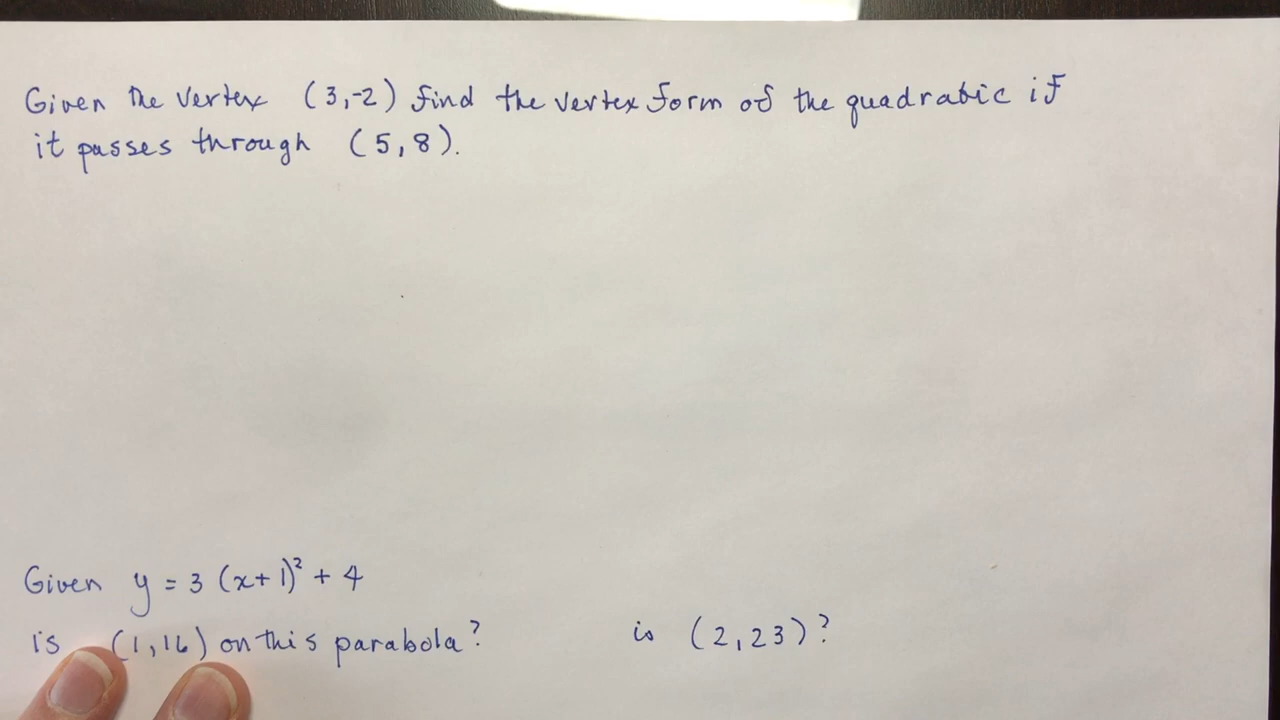 Given the vertex (3,-2) find the vertex form of the quadratic if
it passes through (5,8).
Given y = 3(x+1)² + 4
is (1,16) on this parabola? is (2,23)?